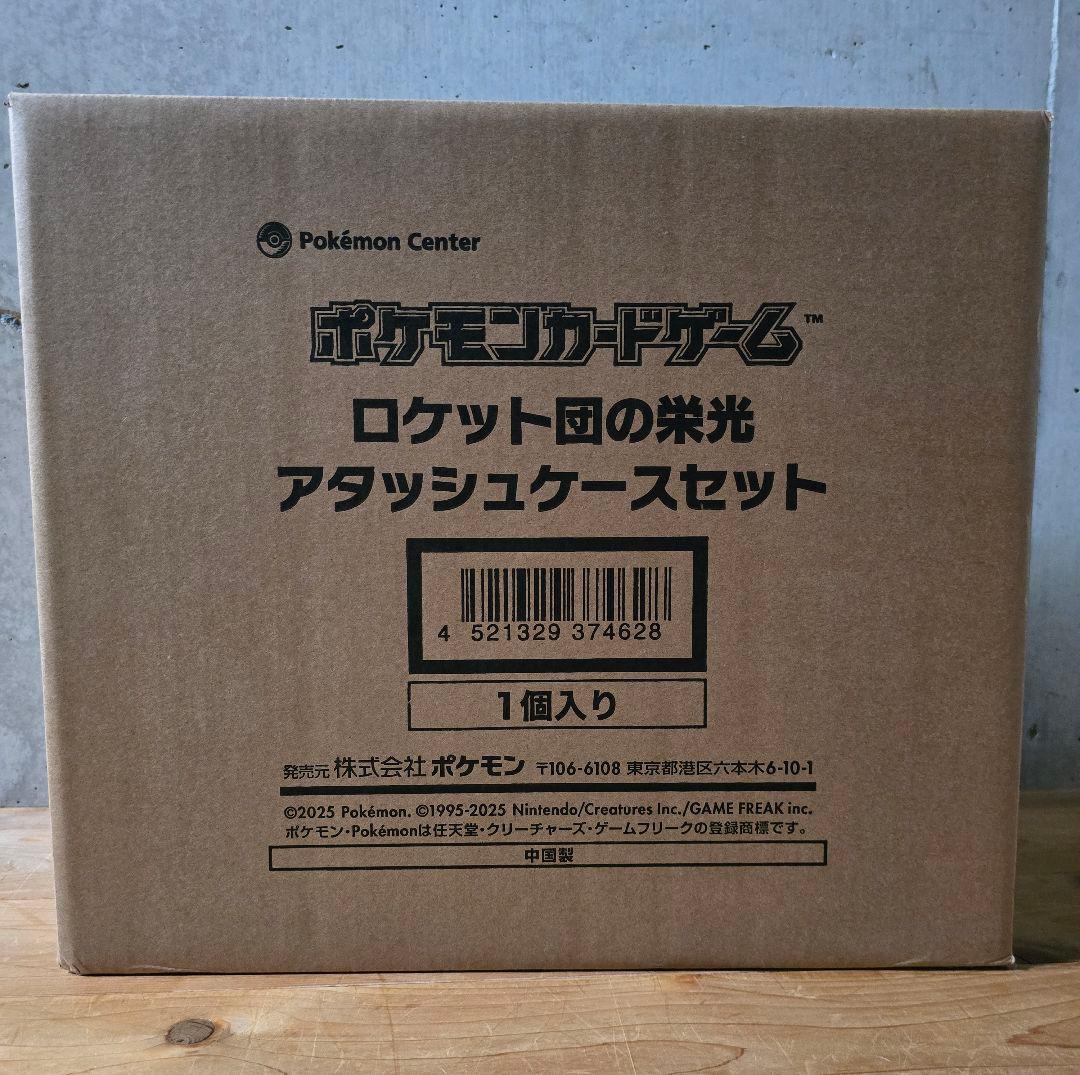 Pokémon Center
ポケモンカードゲーム™
ロケット団の栄光
アタッシュケースセット
4 521329 374628
1個入り
発売元 株式会社 ポケモン 〒106-6108 東京都港区六本木6-10-1
©2025 Pokémon. ©1995-2025 Nintendo/Creatures Inc./GAME FREAK inc.
ポケモン・Pokémonは任天堂・クリーチャーズ・ゲームフリークの登録商標です。
中国製